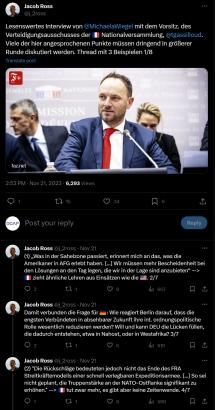 Jacob Ross
@j_2ross
Lesenswertes Interview von @MichaelaWiegel mit dem Vorsitz. des
Verteidigungsausschusses der 🇫🇷 Nationalversammlung, @tgassilloud.
Viele der hier angesprochenen Punkte müssen dringend in größerer
Runde diskutiert werden. Thread mit 3 Beispielen 1/8
Translate post
F+
faz.net
2:53 PM · Nov 21, 2023 · 6,293 Views
Post your reply
Reply
Jacob Ross @j_2ross · Nov 21
(1) „Was in der Sahelzone passiert, erinnert mich an das, was die
Amerikaner in AFG erlebt haben. [...] Wir müssen mehr Bescheidenheit bei
den Lösungen an den Tag legen, die wir in der Lage sind anzubieten“ -->
zieht ähnliche Lehren aus Einsätzen wie die 🇺🇸. 2/7
Jacob Ross @j_2ross · Nov 21
Damit verbunden die Frage für 🇩🇪: Wie reagiert Berlin darauf, dass die
engsten Verbündeten in absehbarer Zukunft ihre int. ordnungspolitische
Rolle wesentlich reduzieren werden? Will und kann DEU die Lücken füllen,
die dadurch entstehen, etwa in Nahost, oder in Westafrika? 3/7
Jacob Ross @j_2ross · Nov 21
(2) "Die Rückschläge bedeuteten jedoch nicht das Ende des FRA
Streitkräftemodells einer schnell verlegbaren Expeditionsarmee. (...) So sei
nicht geplant, die Truppenstärke an der NATO-Ostflanke signifikant zu
erhöhen." --> 🇫🇷 tut zwar mehr, es gibt aber keine Zeitenwende. 4/7